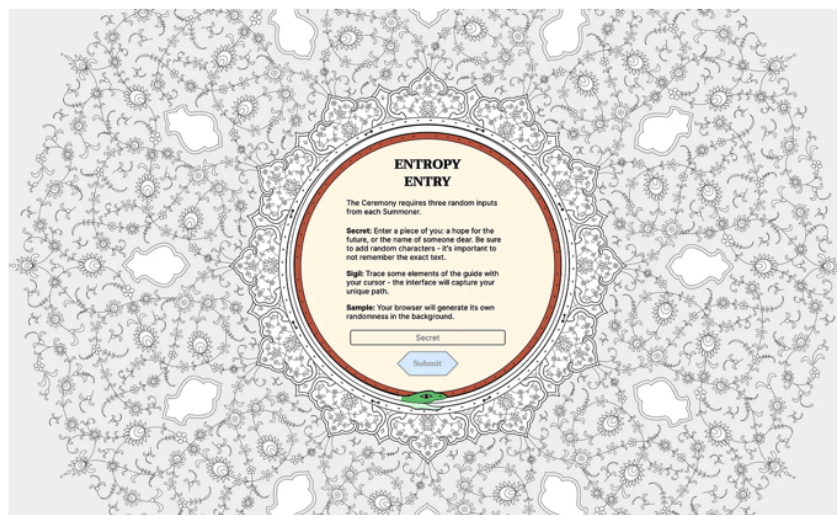 ENTROPY
ENTRY
The Ceremony requires three random inputs
from each Summoner.
Secret: Enter a piece of you: a hope for the
future, or the name of someone dear. Be sure
to add random characters - it's important to
not remember the exact text.
Sigil: Trace some elements of the guide with
your cursor - the interface will capture your
unique path.
Sample: Your browser will generate its own
randomness in the background.
Secret
Submit